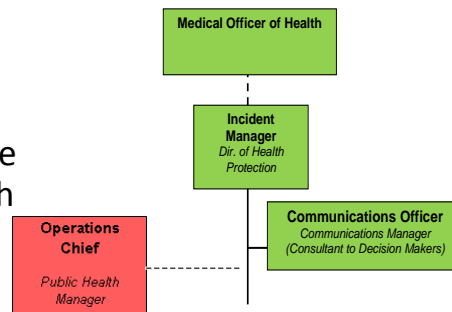 Medical Officer of Health
Incident
Manager
Dir. of Health
Protection
e
h
Communications Officer
Communications Manager
(Consultant to Decision Makers)
Operations
Chief
Public Health
Manager